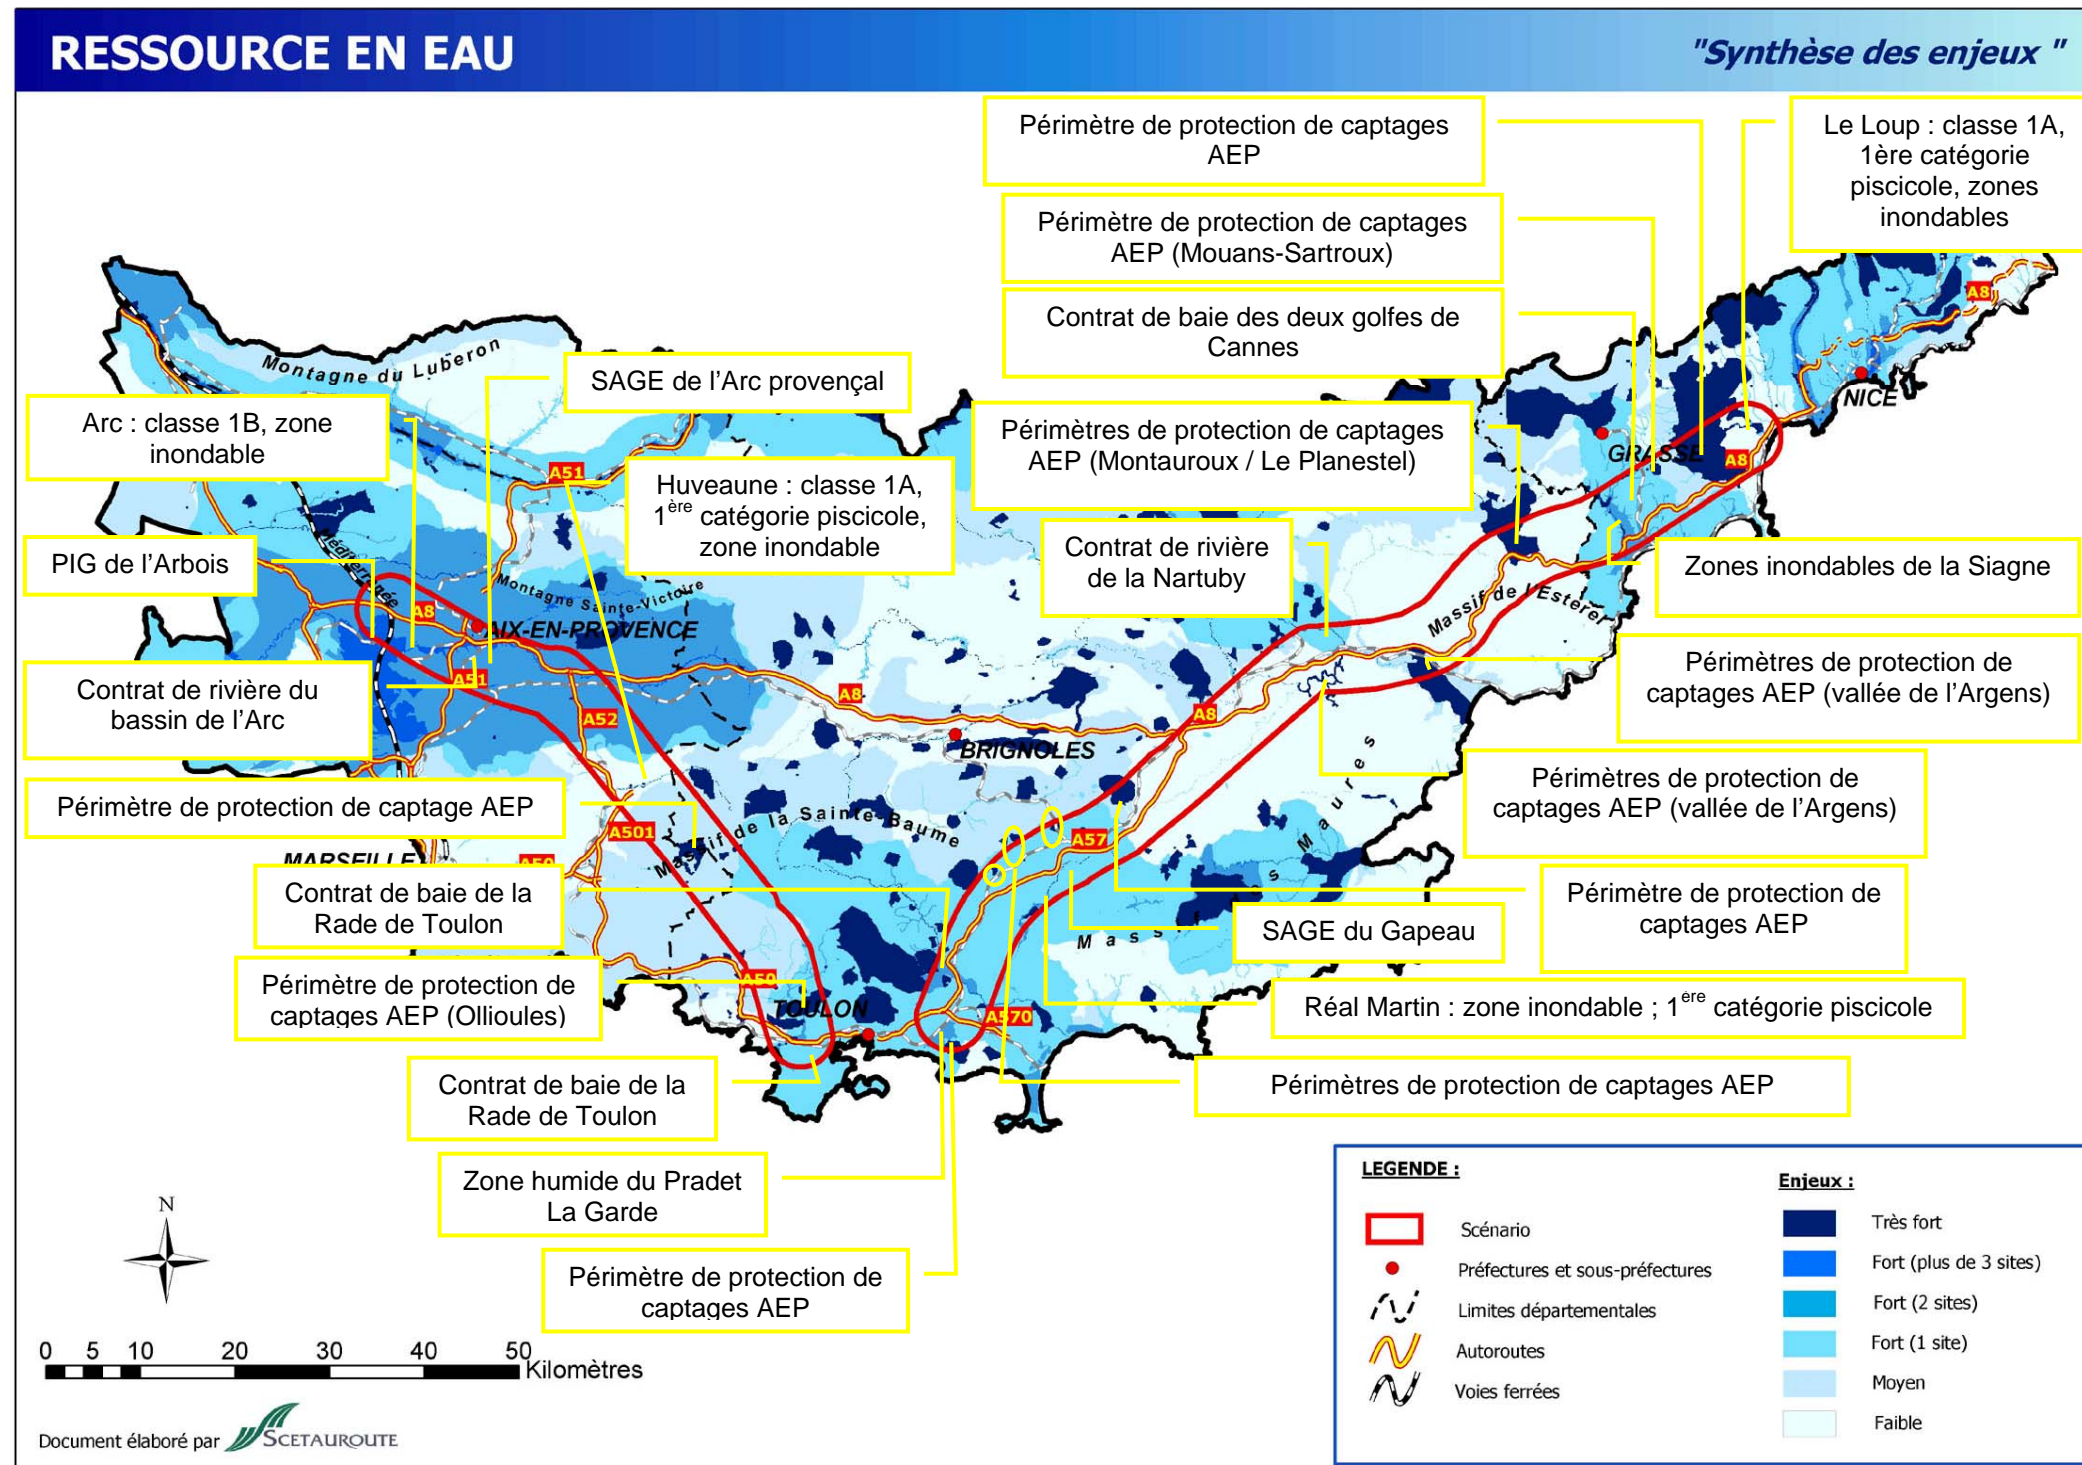 RESSOURCE EN EAU
"Synthèse des enjeux "
Périmètre de protection de captages
AEP
Le Loup : classe 1A,
1ère catégorie
piscicole, zones
inondables
Périmètre de protection de captages
AEP (Mouans-Sartroux)
Contrat de baie des deux golfes de
Cannes
A8
Montagne du Luberon
SAGE de l'Arc provençal
NICE
Arc : classe 1B, zone
inondable
Périmètres de protection de captages
AEP (Montauroux / Le Planestel)
GRASSE
A8
A51
Huveaune : classe 1A,
1ère catégorie piscicole,
zone inondable
PIG de l'Arbois
Méditerranée
Contrat de rivière
de la Nartuby
Zones inondables de la Siagne
Montagne Sainte-Victoire
Massif de l'Esterel
A8
AIX-EN-PROVENCE
Contrat de rivière du
bassin de l'Arc
A51
A52
A8
A8
Périmètres de protection de
captages AEP (vallée de l'Argens)
BRIGNOLES
Périmètre de protection de captage AEP
Périmètres de protection de
captages AEP (vallée de l'Argens)
A501
Massif de la Sainte-Baume
A57
Massif des Maures
MARSEILLE
A50
Contrat de baie de la
Rade de Toulon
Périmètre de protection de
captages AEP
SAGE du Gapeau
Périmètre de protection de
captages AEP (Ollioules)
A50
TOULON
A570
Réal Martin : zone inondable ; 1ère catégorie piscicole
Contrat de baie de la
Rade de Toulon
Périmètres de protection de captages AEP
Zone humide du Pradet
La Garde
Périmètre de protection de
captages AEP
N
0 5 10 20 30 40 50
Kilomètres
Document élaboré par SCETAUROUTE
LEGENDE :
Scénario
Préfectures et sous-préfectures
Limites départementales
Autoroutes
Voies ferrées
Enjeux :
Très fort
Fort (plus de 3 sites)
Fort (2 sites)
Fort (1 site)
Moyen
Faible